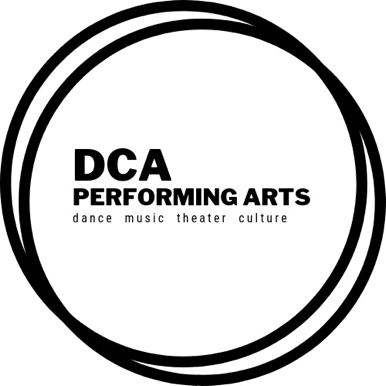 DCA
PERFORMING ARTS
dance music theater culture